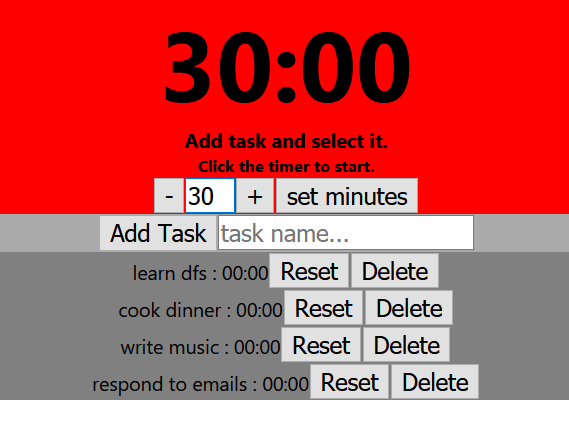 30:00
Add task and select it.
Click the timer to start.
- 30 + set minutes
Add Task task name...
learn dfs : 00:00 Reset Delete
cook dinner : 00:00 Reset Delete
write music : 00:00 Reset Delete
respond to emails : 00:00 Reset Delete